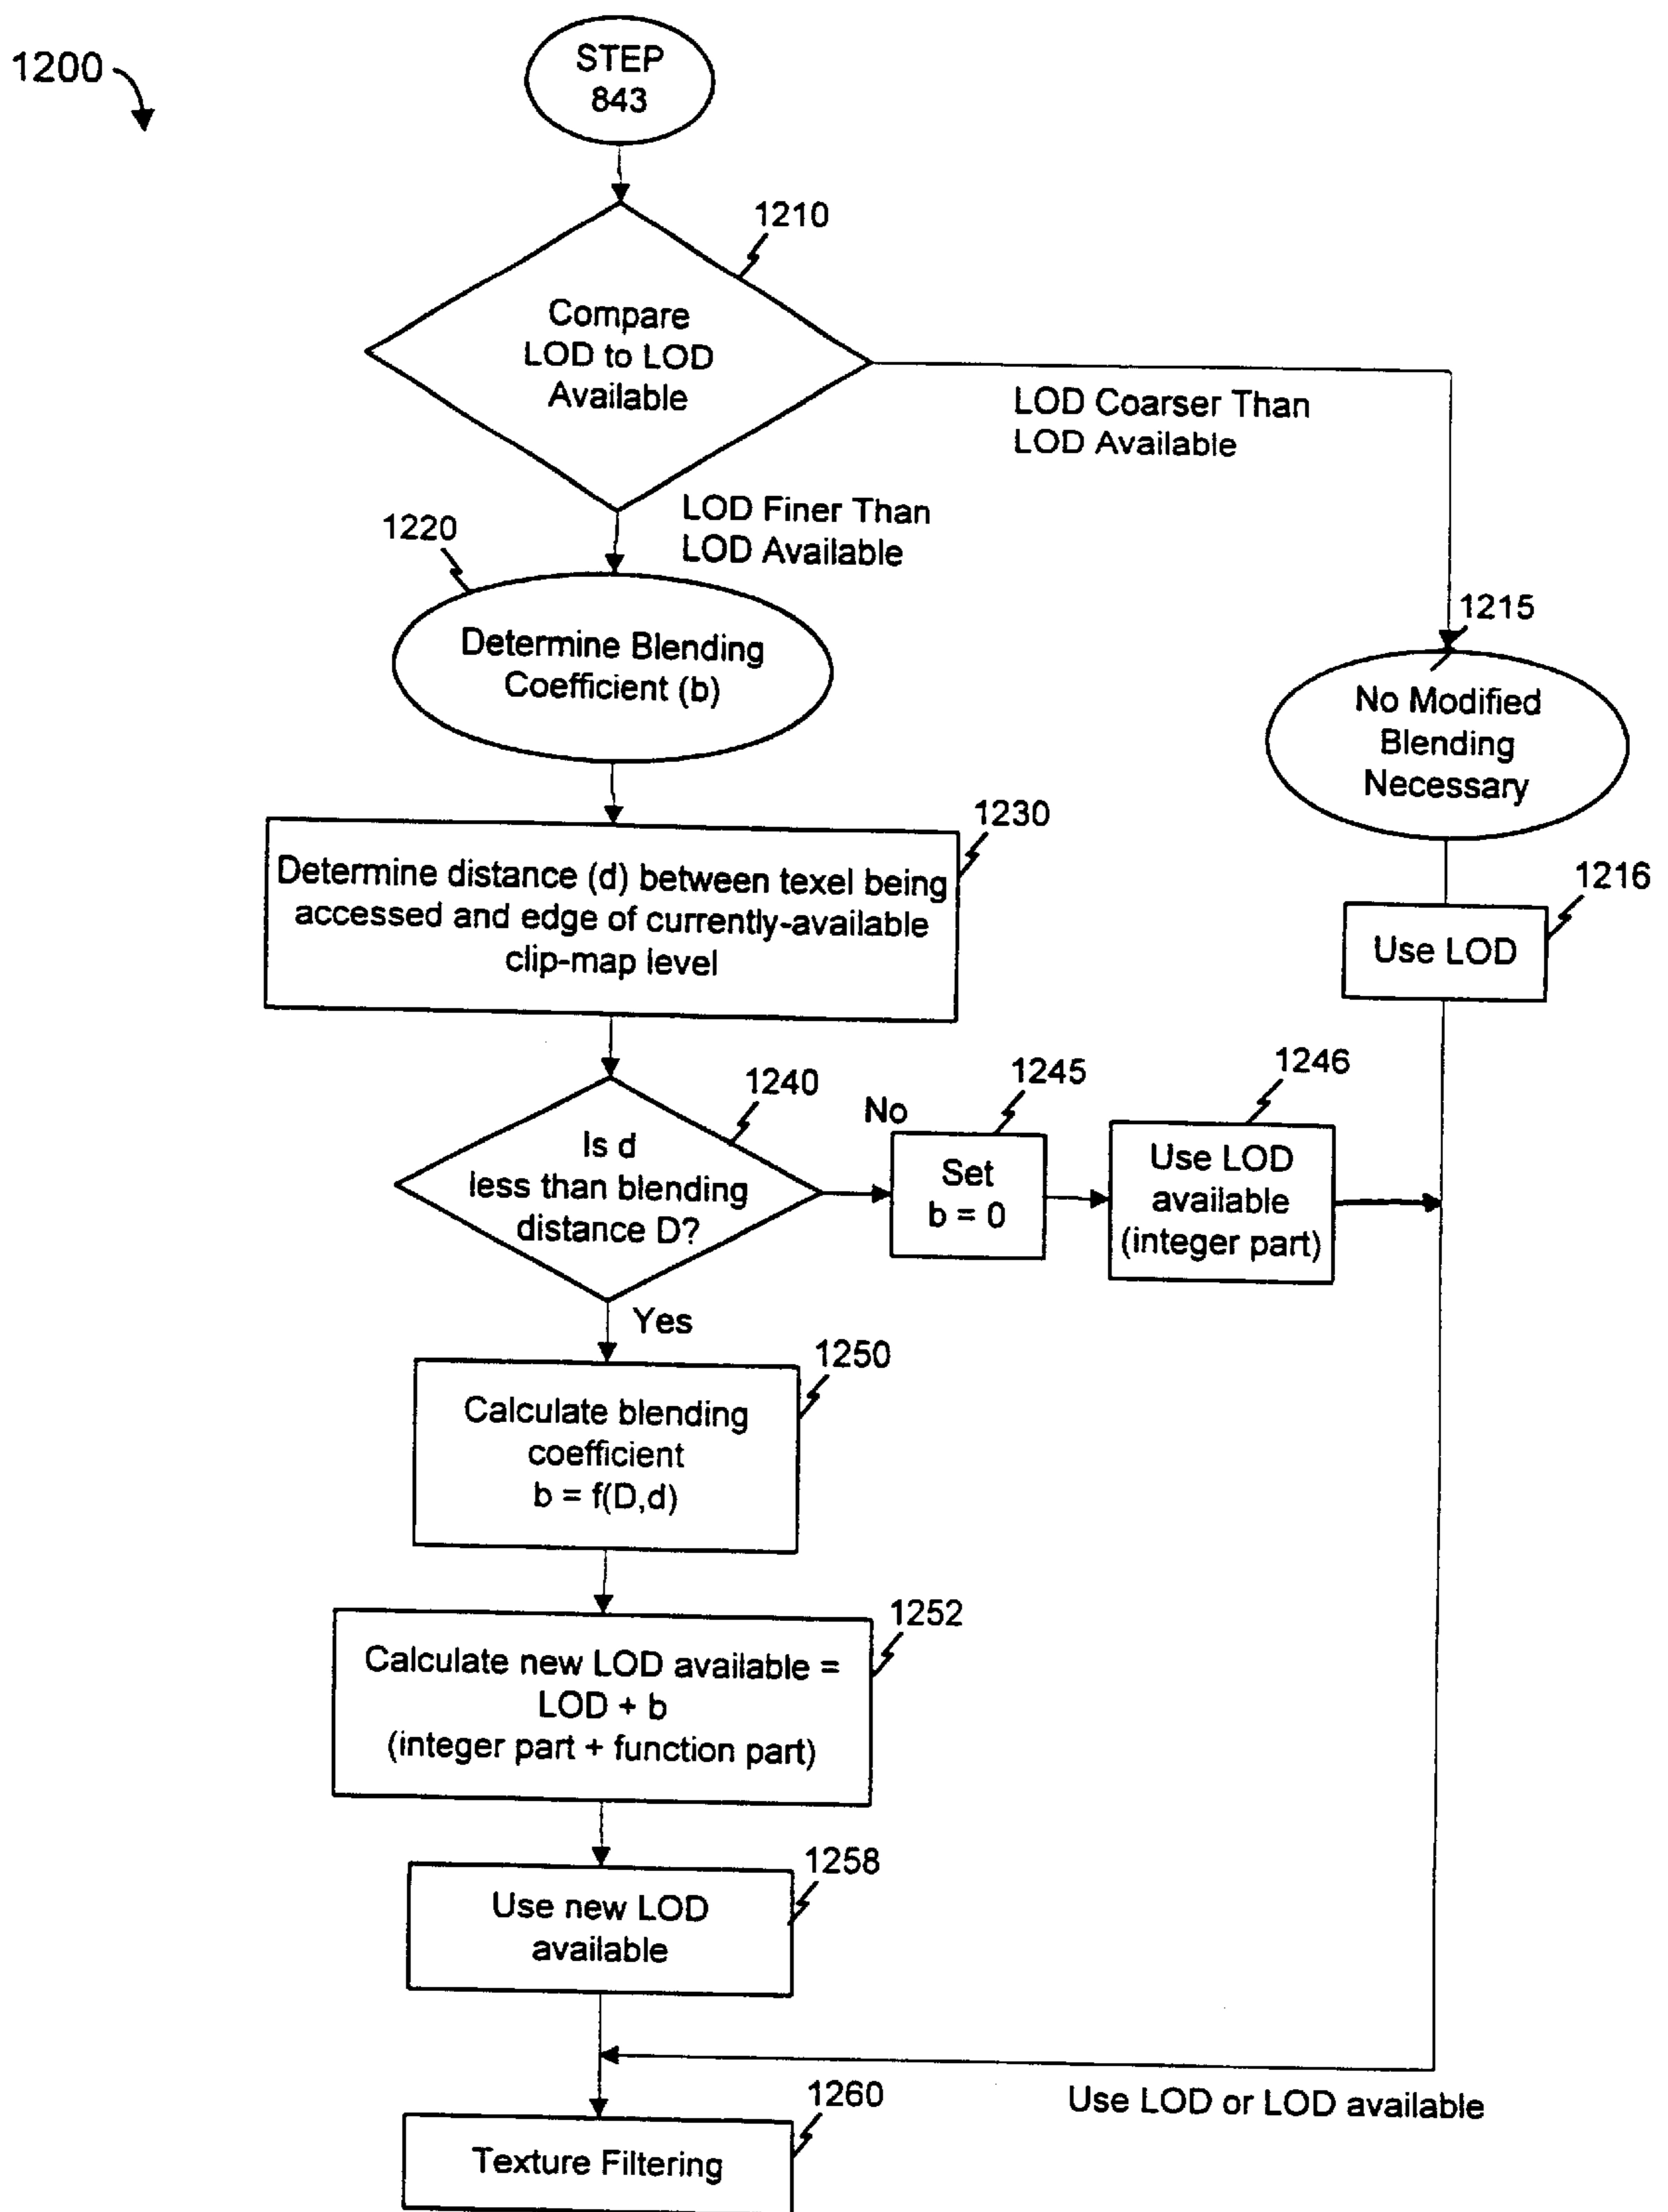 1200
STEP
843
1210
Compare
LOD to LOD
Available
LOD Coarser Than
LOD Available
LOD Finer Than
LOD Available
1220
Determine Blending
Coefficient (b)
1215
No Modified
Blending
Necessary
1230
Determine distance (d) between texel being
accessed and edge of currently-available
clip-map level
1216
Use LOD
1240
Is d
less than blending
distance D?
No
1245
Set
b = 0
1246
Use LOD
available
(integer part)
Yes
1250
Calculate blending
coefficient
b = f(D,d)
1252
Calculate new LOD available =
LOD + b
(integer part + function part)
1258
Use new LOD
available
Use LOD or LOD available
1260
Texture Filtering